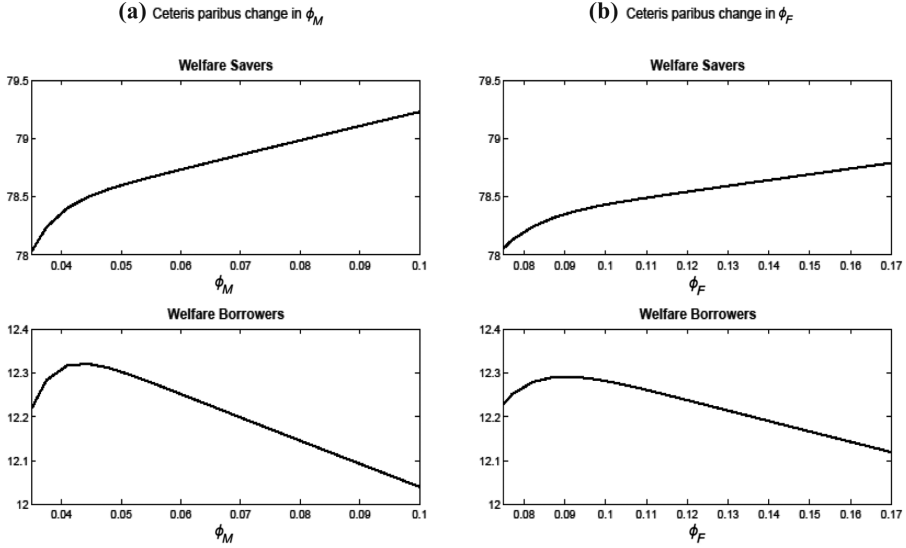 (a) Ceteris paribus change in ϕM
Welfare Savers
79.5
79
78.5
78
0.04 0.05 0.06 0.07 0.08 0.09 0.1
ϕM
Welfare Borrowers
12.4
12.3
12.2
12.1
12
0.04 0.05 0.06 0.07 0.08 0.09 0.1
ϕM
(b) Ceteris paribus change in ϕF
Welfare Savers
79.5
79
78.5
78
0.08 0.09 0.1 0.11 0.12 0.13 0.14 0.15 0.16 0.17
ϕF
Welfare Borrowers
12.4
12.3
12.2
12.1
12
0.08 0.09 0.1 0.11 0.12 0.13 0.14 0.15 0.16 0.17
ϕF